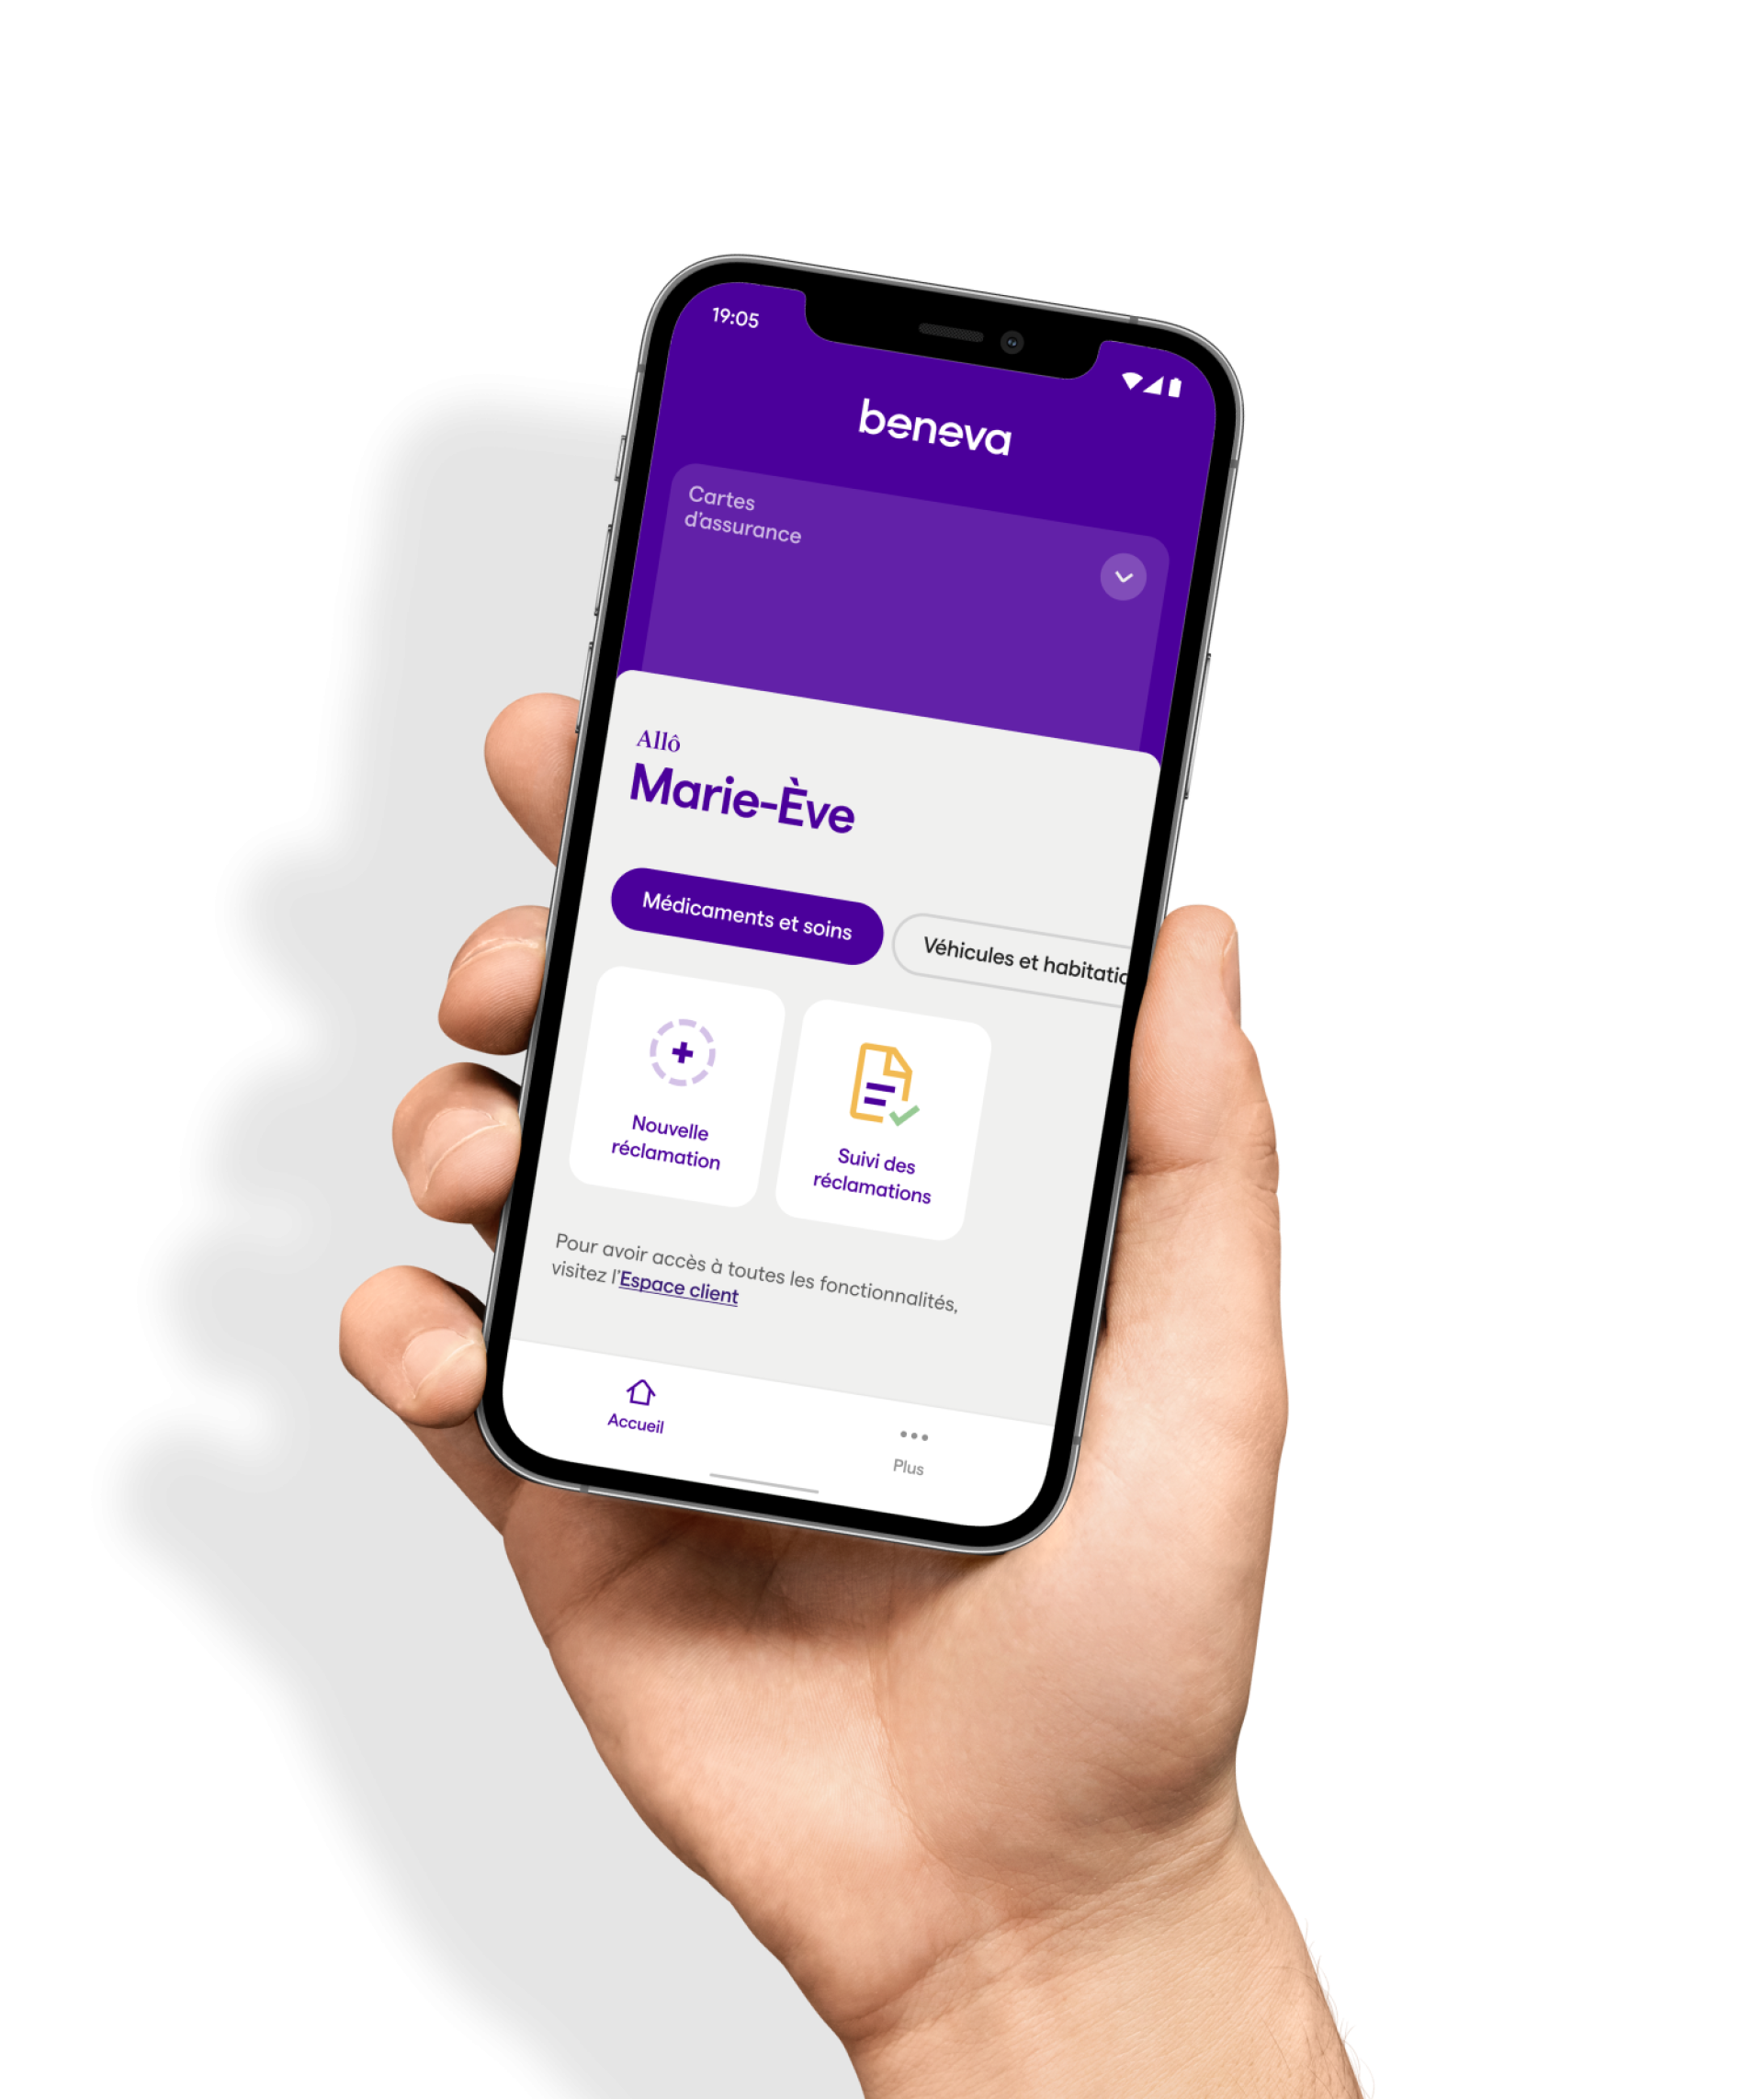 19:05
beneva
Cartes
d'assurance
Allô
Marie-Ève
Médicaments et soins
Véhicules et habitatio
Nouvelle
réclamation
Suivi des
réclamations
Pour avoir accès à toutes les fonctionnalités,
visitez l'Espace client
Accueil
Plus